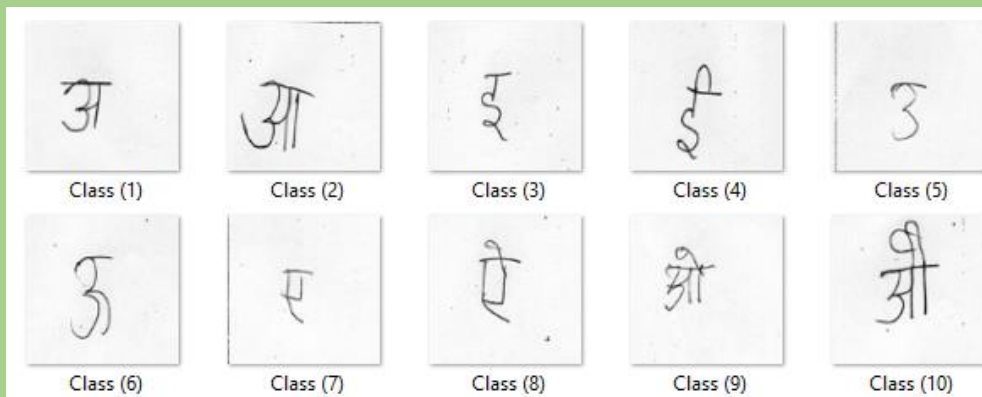 अ आ इ ई उ
Class (1) Class (2) Class (3) Class (4) Class (5)
ऊ ए ऐ ओ औ
Class (6) Class (7) Class (8) Class (9) Class (10)